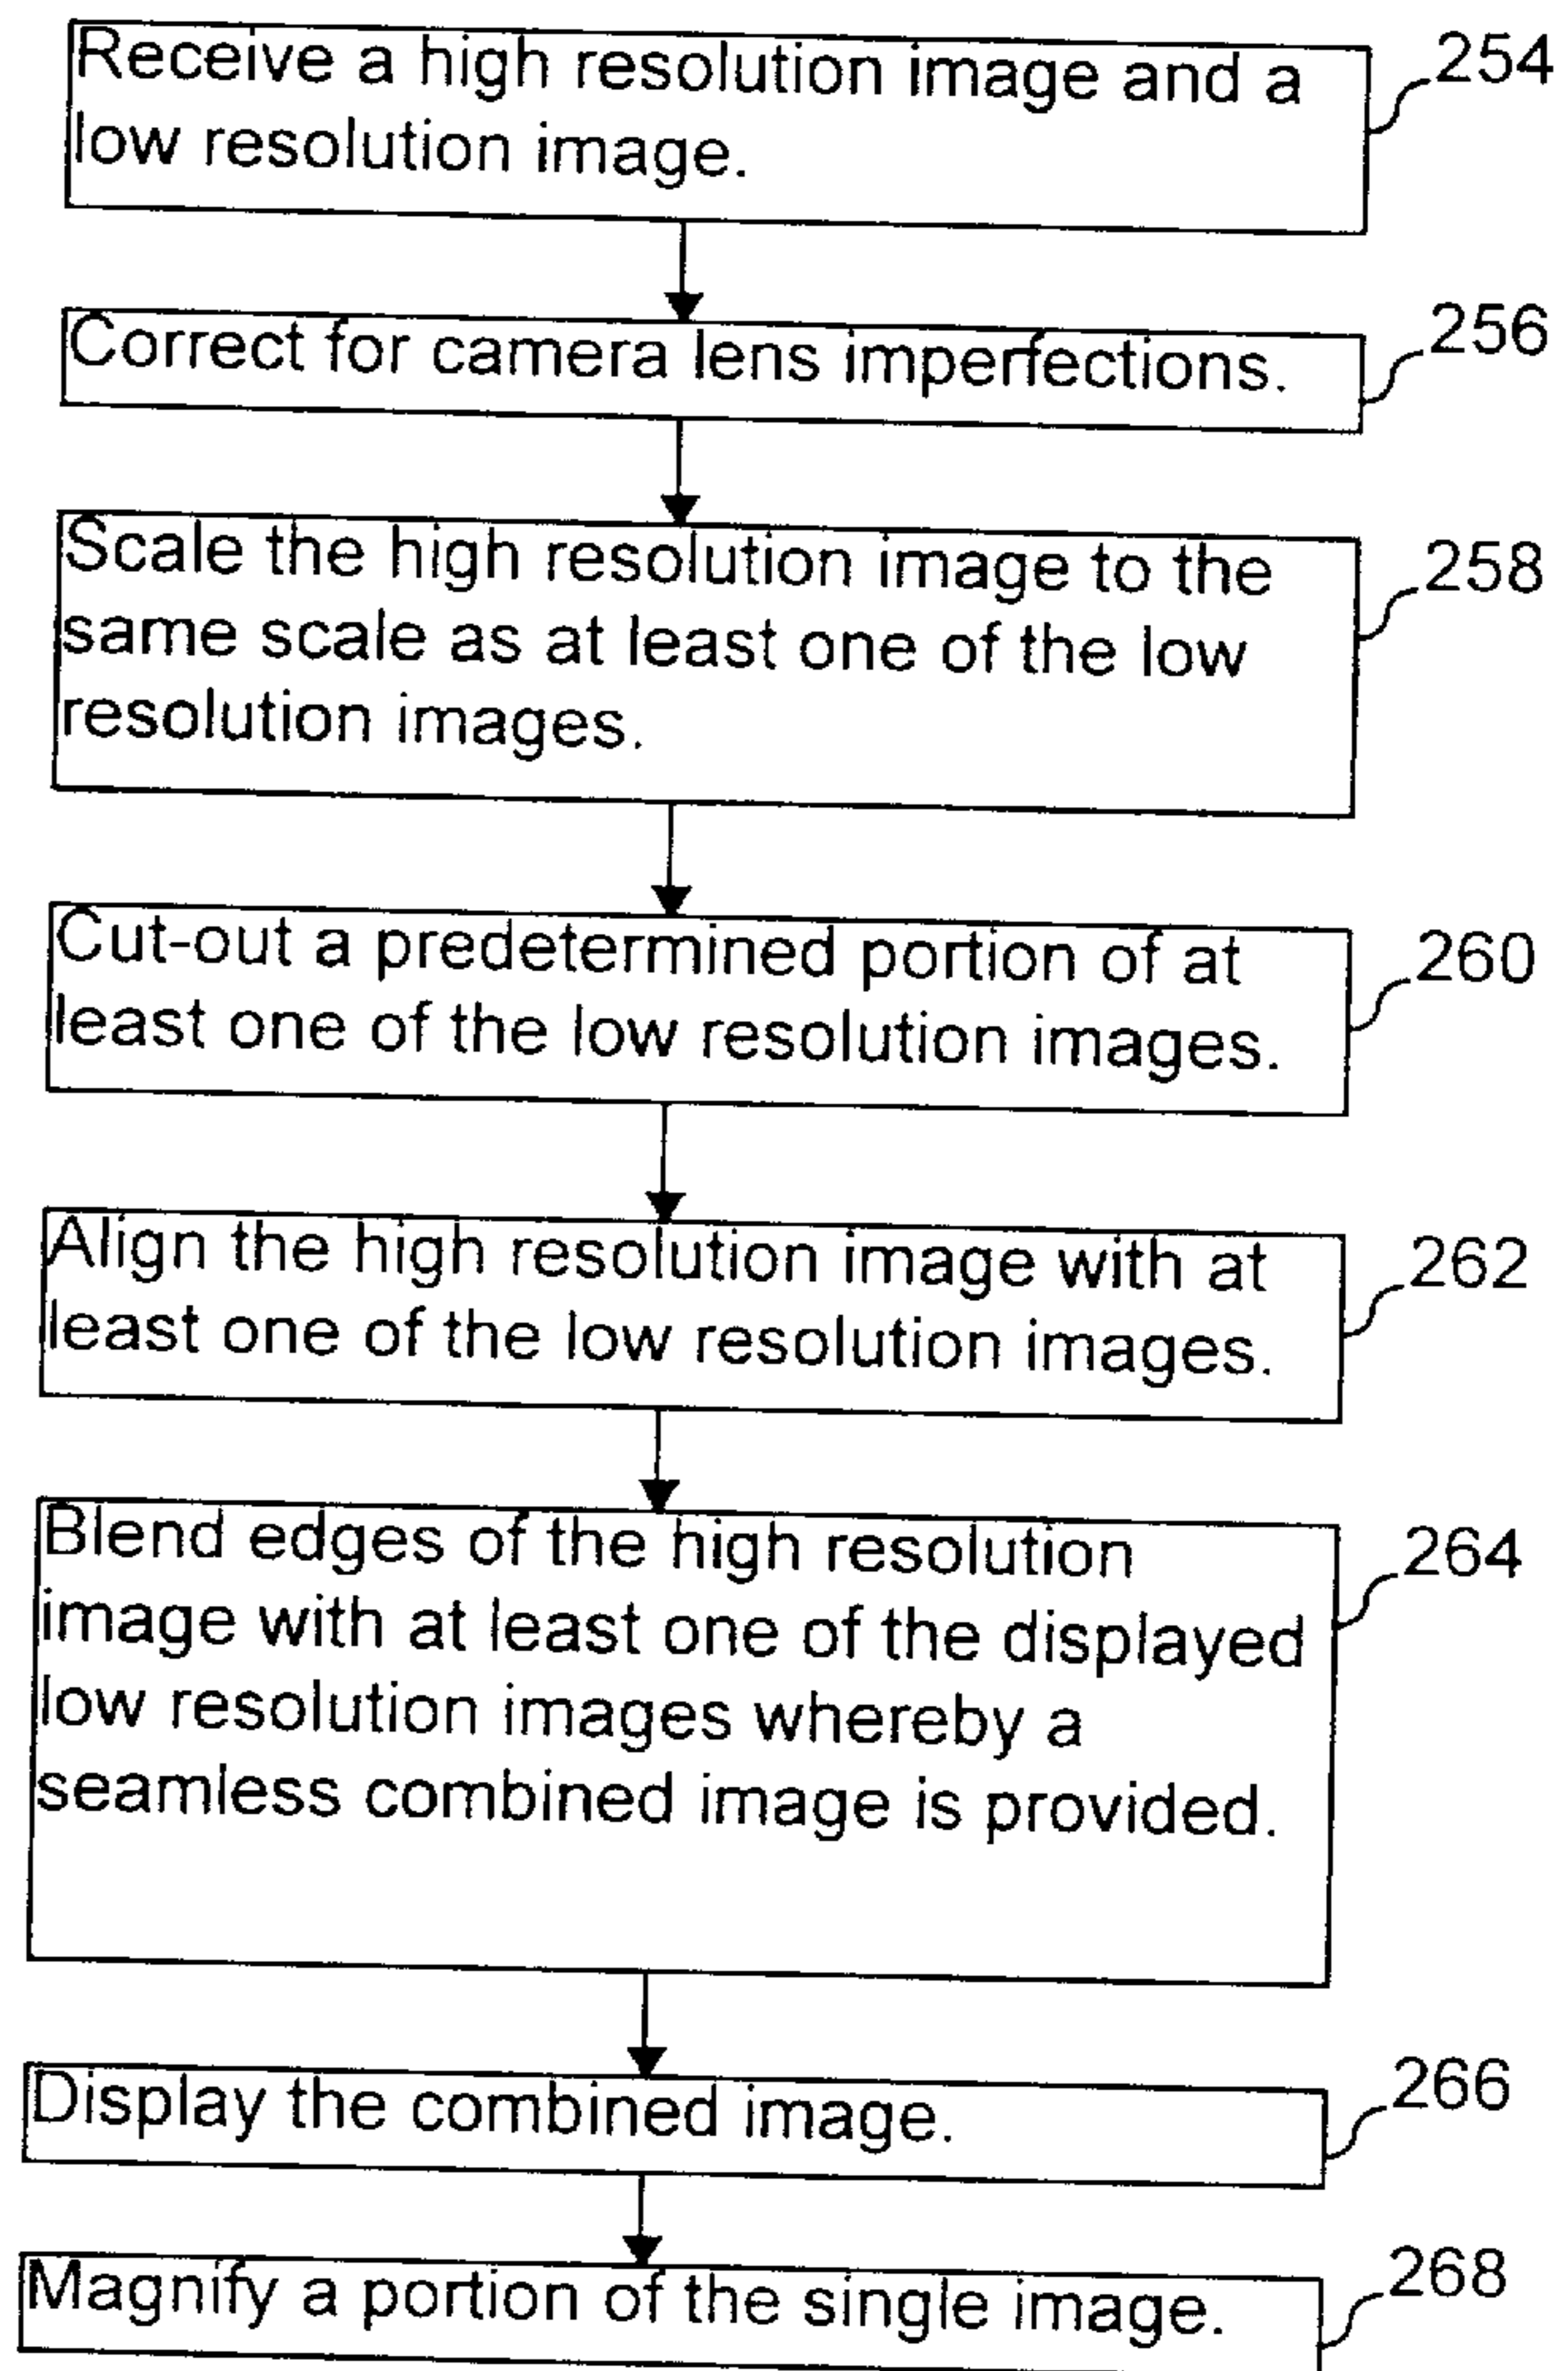 Receive a high resolution image and a
low resolution image.
254
Correct for camera lens imperfections.
256
Scale the high resolution image to the
same scale as at least one of the low
resolution images.
258
Cut-out a predetermined portion of at
least one of the low resolution images.
260
Align the high resolution image with at
least one of the low resolution images.
262
Blend edges of the high resolution
image with at least one of the displayed
low resolution images whereby a
seamless combined image is provided.
264
Display the combined image.
266
Magnify a portion of the single image.
268